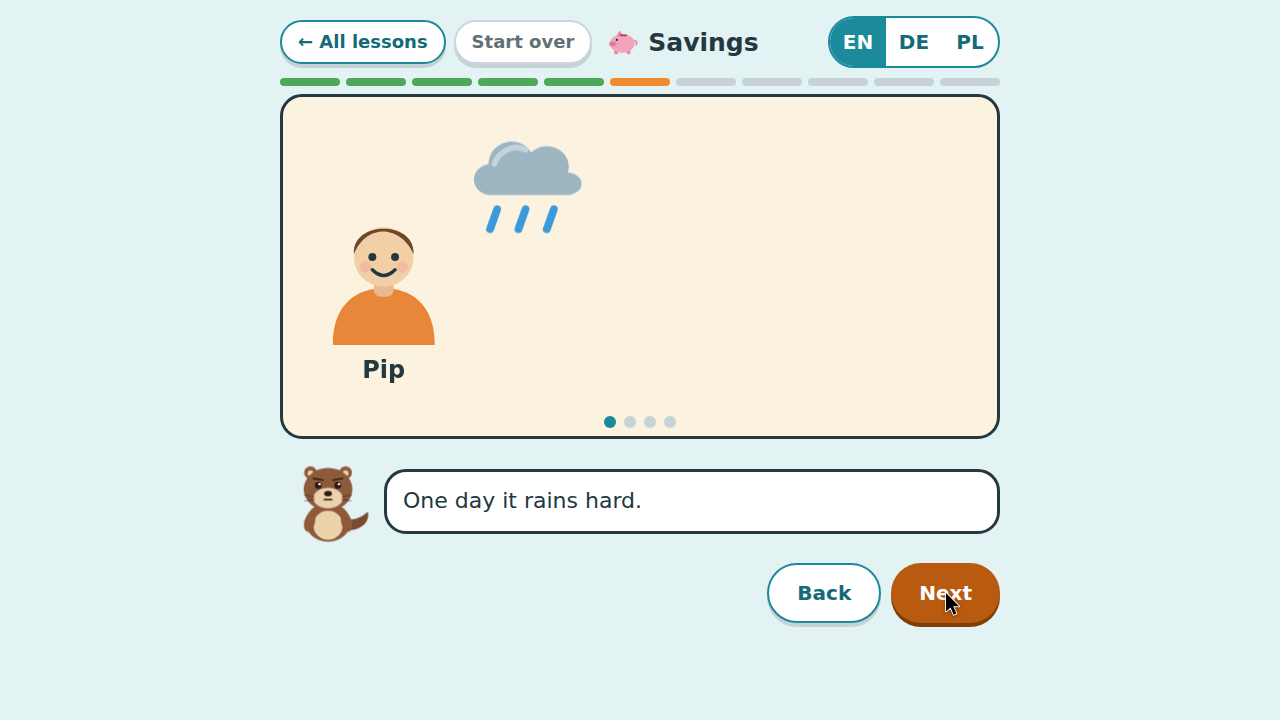 ← All lessons
Start over
Savings
EN
DE
PL
Pip
One day it rains hard.
Back
Next